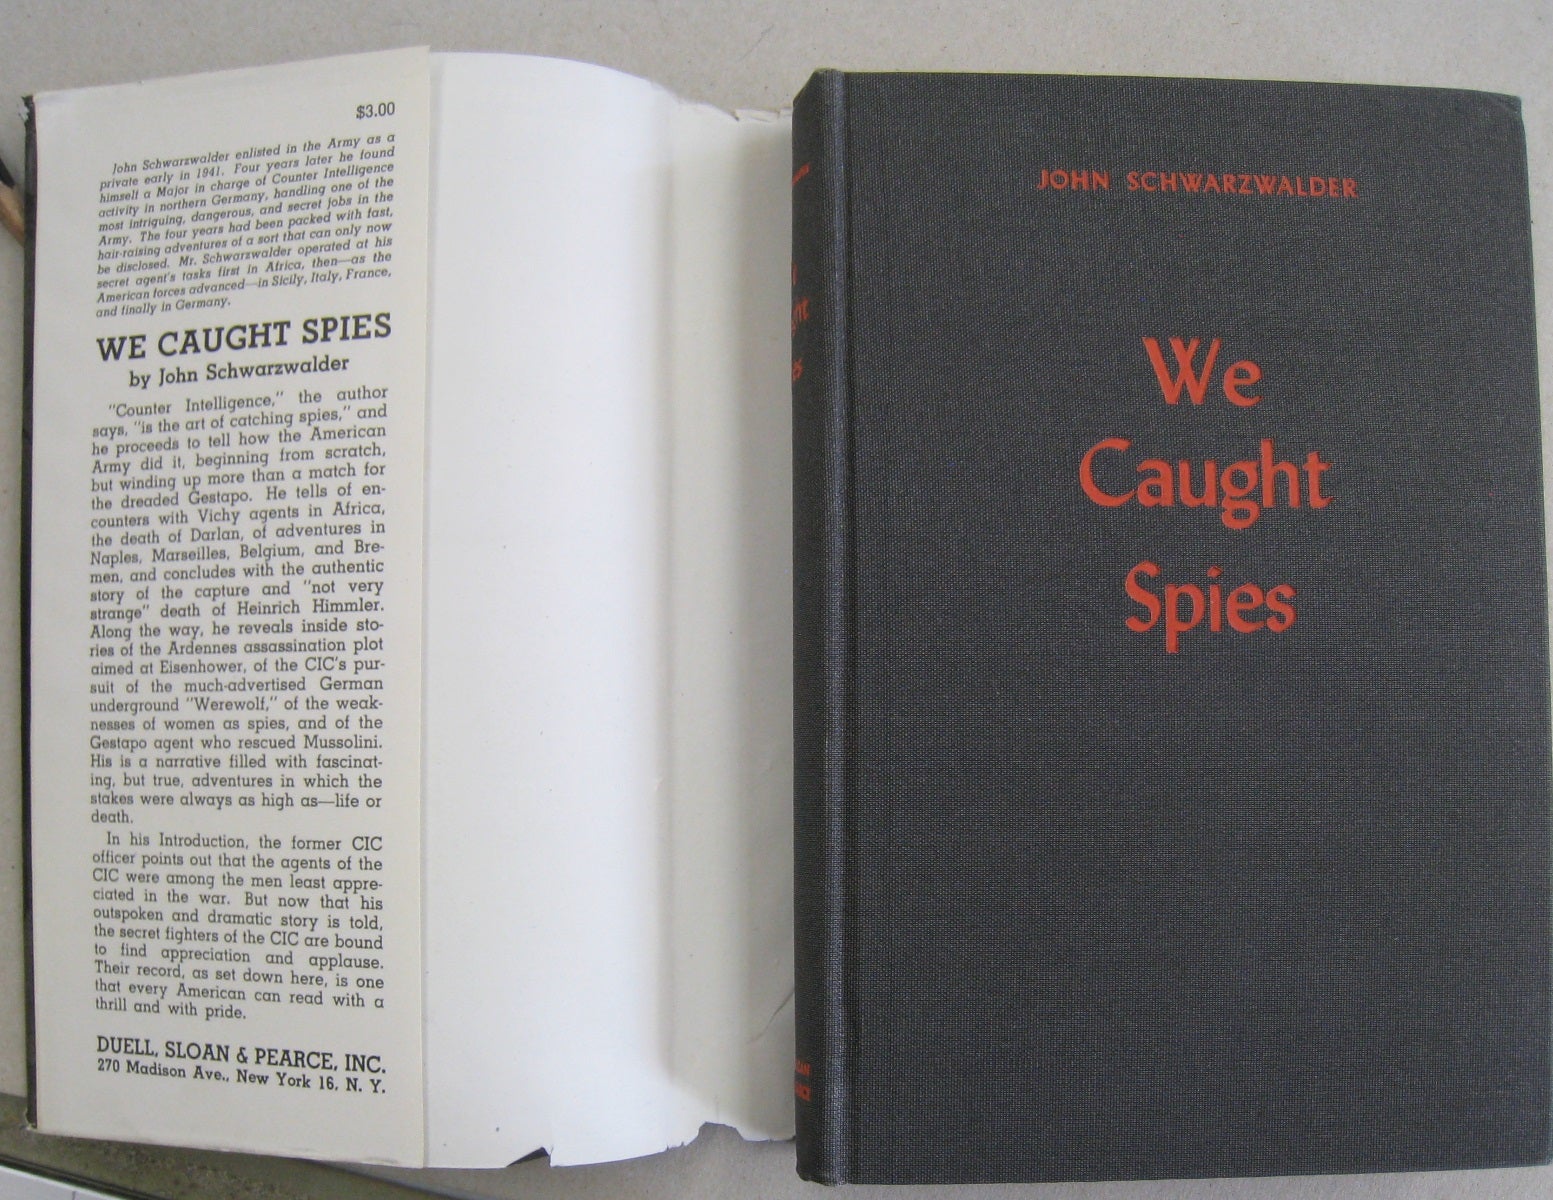 $3.00
John Schwarzwalder enlisted in the Army as a
private early in 1941. Four years later he found
himself a Major in charge of Counter Intelligence
activity in northern Germany, handling one of the
most intriguing, dangerous, and secret jobs in the
Army. The four years had been packed with fast,
hair-raising adventures of a sort that can only now
be disclosed. Mr. Schwarzwalder operated at his
secret agent's tasks first in Africa, then—as the
American forces advanced—in Sicily, Italy, France,
and finally in Germany.
WE CAUGHT SPIES
by John Schwarzwalder
"Counter Intelligence," the author
says, "is the art of catching spies," and
he proceeds to tell how the American
Army did it, beginning from scratch,
but winding up more than a match for
the dreaded Gestapo. He tells of en-
counters with Vichy agents in Africa,
the death of Darlan, of adventures in
Naples, Marseilles, Belgium, and Bre-
men, and concludes with the authentic
story of the capture and "not very
strange" death of Heinrich Himmler.
Along the way, he reveals inside sto-
ries of the Ardennes assassination plot
aimed at Eisenhower, of the CIC's pur-
suit of the much-advertised German
underground "Werewolf," of the weak-
nesses of women as spies, and of the
Gestapo agent who rescued Mussolini.
His is a narrative filled with fascinat-
ing, but true, adventures in which the
stakes were always as high as—life or
death.
In his Introduction, the former CIC
officer points out that the agents of the
CIC were among the men least appre-
ciated in the war. But now that his
outspoken and dramatic story is told,
the secret fighters of the CIC are bound
to find appreciation and applause.
Their record, as set down here, is one
that every American can read with a
thrill and with pride.
DUELL, SLOAN & PEARCE, INC.
270 Madison Ave., New York 16, N. Y.
JOHN SCHWARZWALDER
We
Caught
Spies